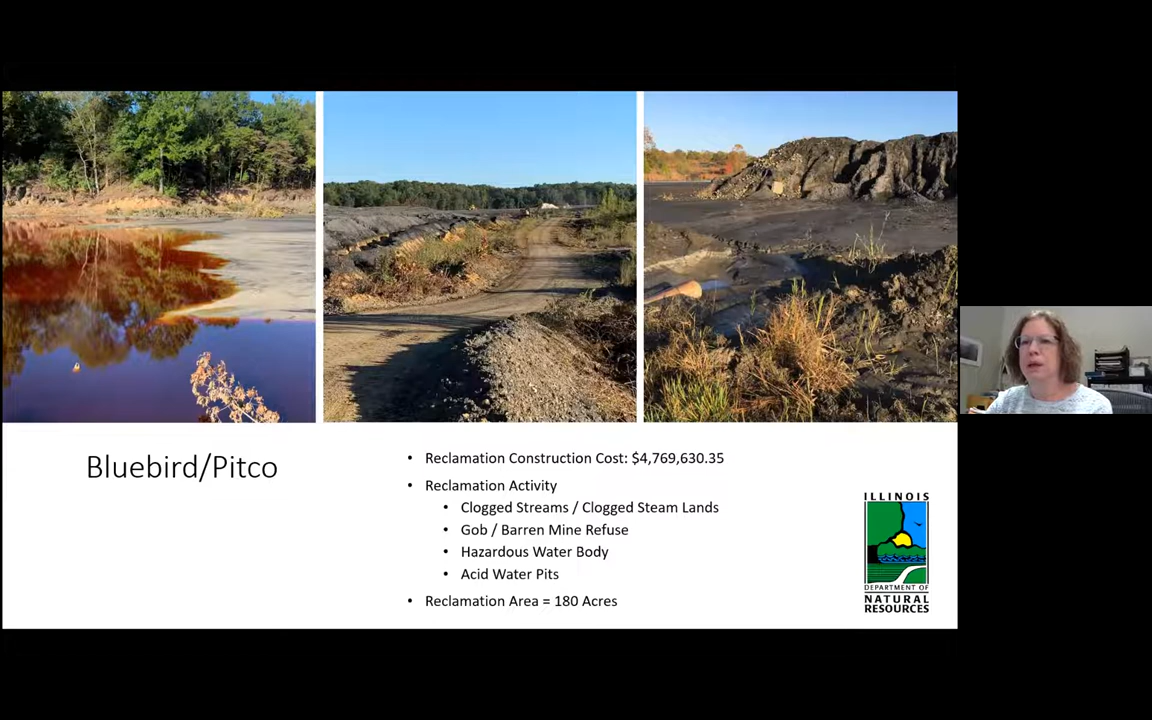 Bluebird/Pitco
• Reclamation Construction Cost: $4,769,630.35
• Reclamation Activity
• Clogged Streams / Clogged Steam Lands
• Gob / Barren Mine Refuse
• Hazardous Water Body
• Acid Water Pits
• Reclamation Area = 180 Acres
ILLINOIS
DEPARTMENT OF
NATURAL
RESOURCES